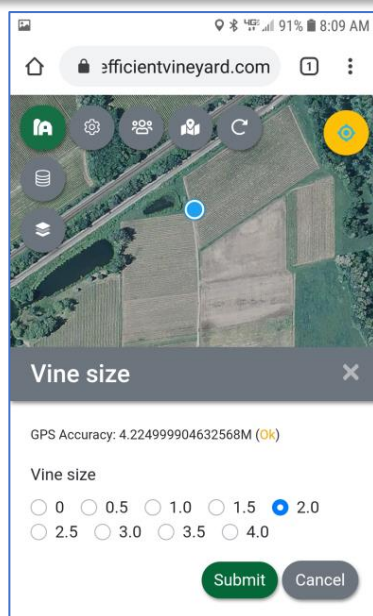 4G 91% 8:09 AM
efficientvineyard.com 1
Vine size
GPS Accuracy: 4.224999904632568M (Ok)
Vine size
0 0.5 1.0 1.5 2.0
2.5 3.0 3.5 4.0
Submit Cancel